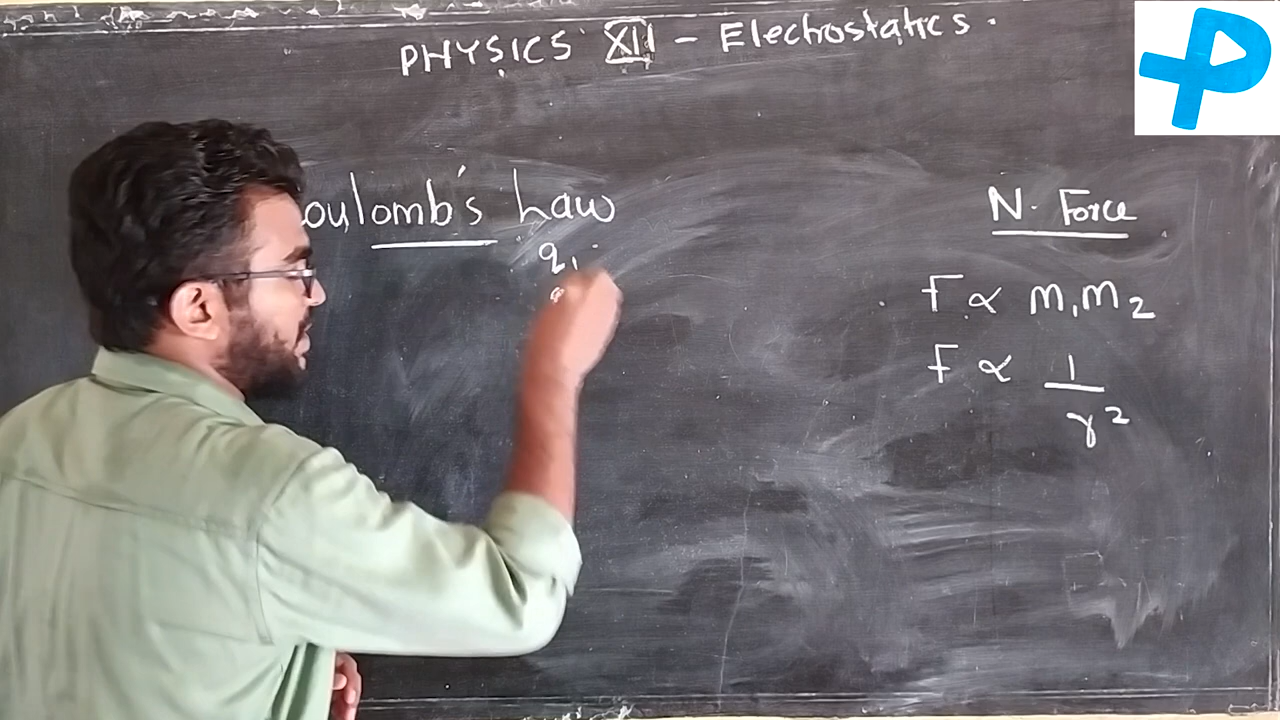 PHYSICS XII - Electrostatics.
oulomb's Law
q₁
N. Force
F ∝ m₁m₂
F ∝ 1/r²
P